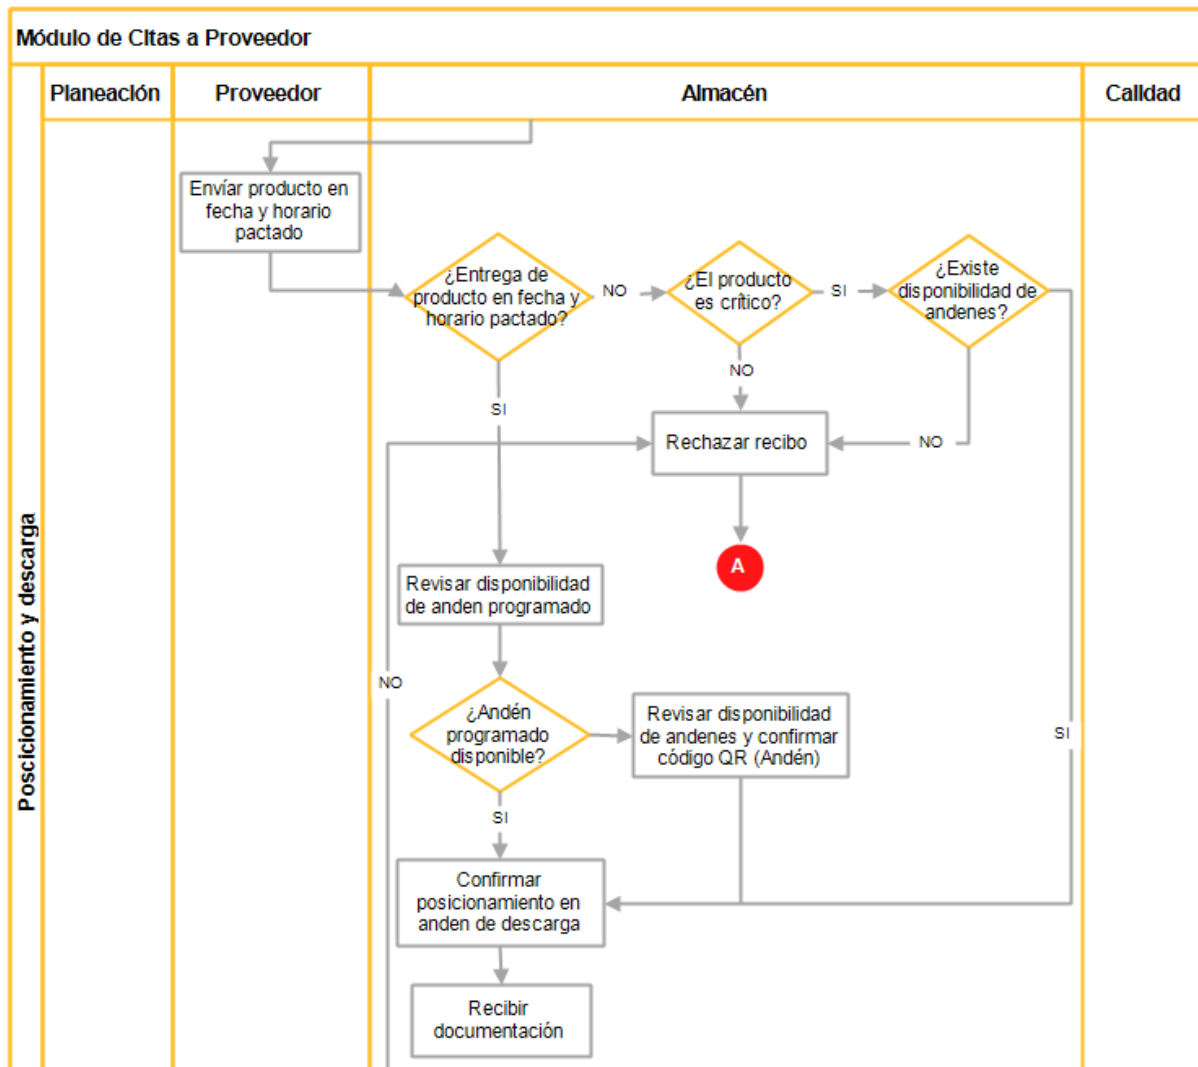 Módulo de Citas a Proveedor
Planeación
Proveedor
Almacén
Calidad
Poscicionamiento y descarga
Envíar producto en
fecha y horario
pactado
¿Entrega de
producto en fecha y
horario pactado?
NO
¿El producto
es crítico?
SI
¿Existe
disponibilidad de
andenes?
NO
SI
Rechazar recibo
NO
A
Revisar disponibilidad
de anden programado
NO
¿Andén
programado
disponible?
Revisar disponibilidad
de andenes y confirmar
código QR (Andén)
SI
SI
Confirmar
posicionamiento en
anden de descarga
Recibir
documentación